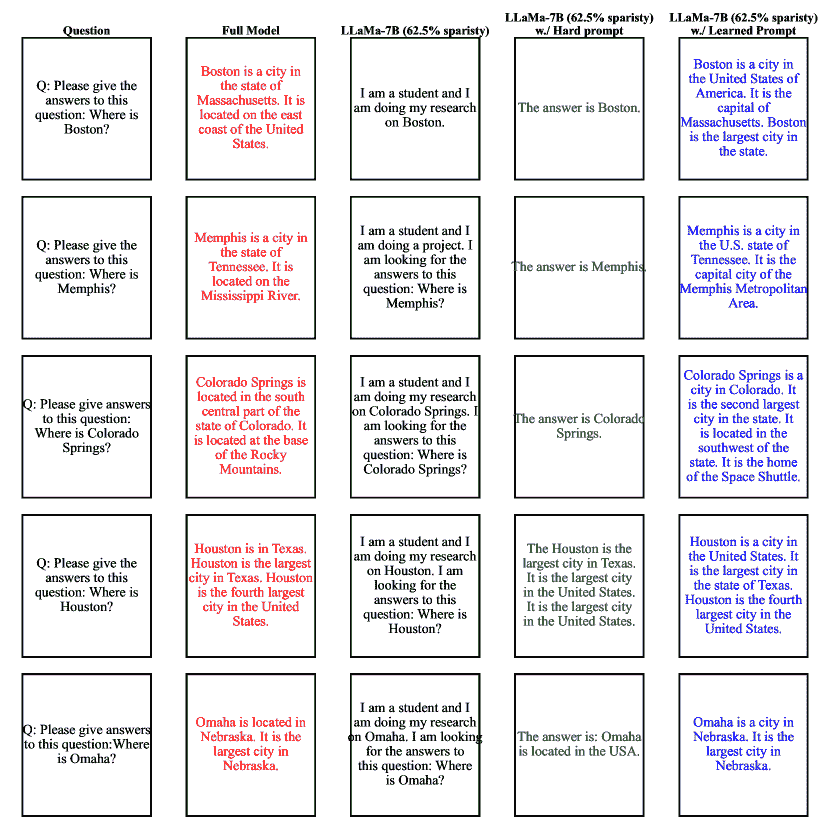 Question
Full Model
LLaMa-7B (62.5% sparisty)
LLaMa-7B (62.5% sparisty)
w./ Hard prompt
LLaMa-7B (62.5% sparisty)
w./ Learned Prompt
Q: Please give the
answers to this
question: Where is
Boston?
Boston is a city in
the state of
Massachusetts. It is
located on the east
coast of the United
States.
I am a student and I
am doing my research
on Boston.
The answer is Boston.
Boston is a city in
the United States of
America. It is the
capital of
Massachusetts. Boston
is the largest city in
the state.
Q: Please give the
answers to this
question: Where is
Memphis?
Memphis is a city in
the state of
Tennessee. It is
located on the
Mississippi River.
I am a student and I
am doing a project. I
am looking for the
answers to this
question: Where is
Memphis?
The answer is Memphis.
Memphis is a city in
the U.S. state of
Tennessee. It is the
capital city of the
Memphis Metropolitan
Area.
Q: Please give answers
to this question:
Where is Colorado
Springs?
Colorado Springs is
located in the south
central part of the
state of Colorado. It
is located at the base
of the Rocky
Mountains.
I am a student and I
am doing my research
on Colorado Springs. I
am looking for the
answers to this
question: Where is
Colorado Springs?
The answer is Colorado
Springs.
Colorado Springs is a
city in Colorado. It
is the second largest
city in the state. It
is located in the
southwest of the
state. It is the home
of the Space Shuttle.
Q: Please give the
answers to this
question: Where is
Houston?
Houston is in Texas.
Houston is the largest
city in Texas. Houston
is the fourth largest
city in the United
States.
I am a student and I
am doing my research
on Houston. I am
looking for the
answers to this
question: Where is
Houston?
The Houston is the
largest city in Texas.
It is the largest city
in the United States.
It is the largest city
in the United States.
Houston is a city in
the United States. It
is the largest city in
the state of Texas.
Houston is the fourth
largest city in the
United States.
Q: Please give answers
to this question:Where
is Omaha?
Omaha is located in
Nebraska. It is the
largest city in
Nebraska.
I am a student and I
am doing my research
on Omaha. I am looking
for the answers to
this question: Where
is Omaha?
The answer is: Omaha
is located in the USA.
Omaha is a city in
Nebraska. It is the
largest city in
Nebraska.